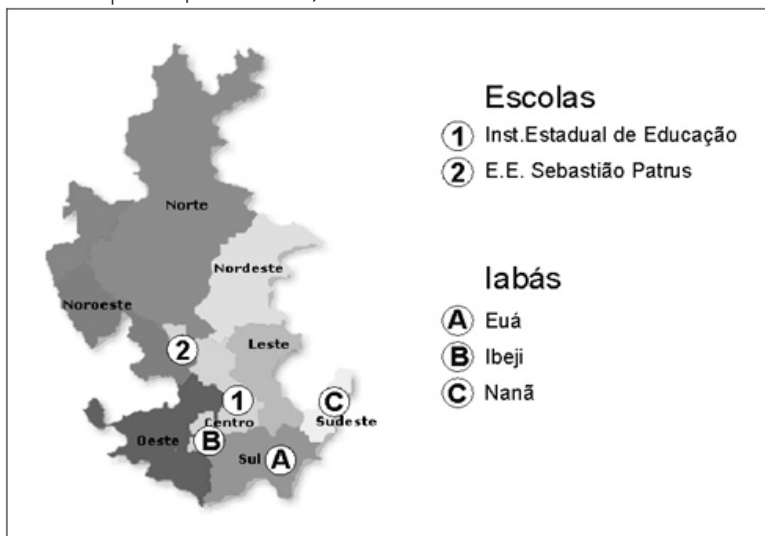 Escolas
1 Inst.Estadual de Educação
2 E.E. Sebastião Patrus
Iabás
A Euá
B Ibeji
C Nanã
Norte
Nordeste
Noroeste
2
Leste
1
C
Centro
Sudeste
Oeste
B
Sul
A